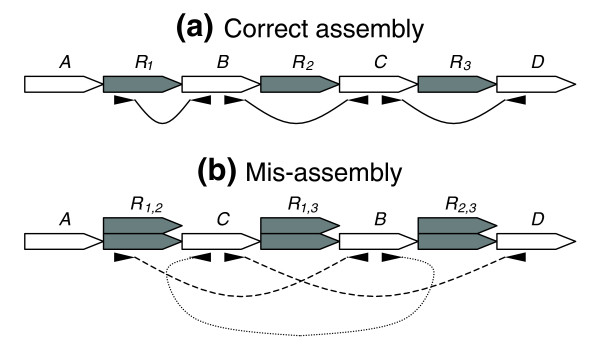 (a) Correct assembly
A R1 B R2 C R3 D
(b) Mis-assembly
A R1,2 C R1,3 B R2,3 D